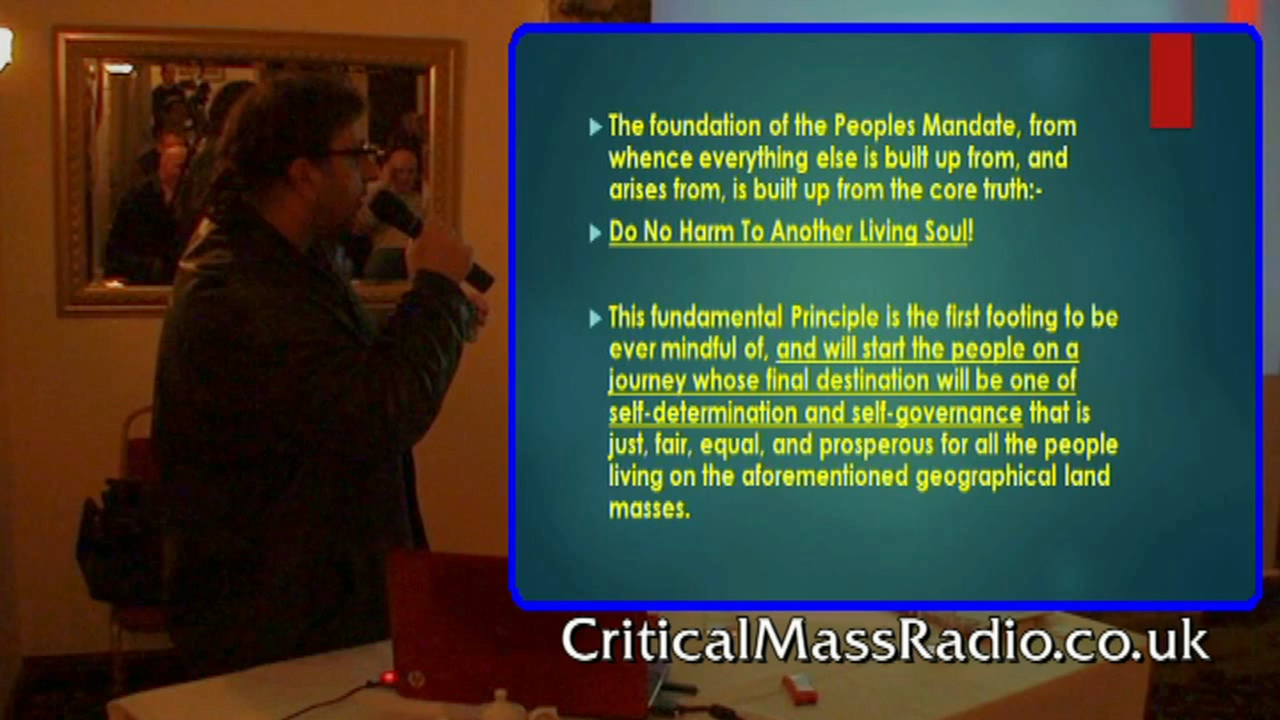 The foundation of the Peoples Mandate, from
whence everything else is built up from, and
arises from, is built up from the core truth:-
Do No Harm To Another Living Soul!
This fundamental Principle is the first footing to be
ever mindful of, and will start the people on a
journey whose final destination will be one of
self-determination and self-governance that is
just, fair, equal, and prosperous for all the people
living on the aforementioned geographical land
masses.
CriticalMassRadio.co.uk
hp